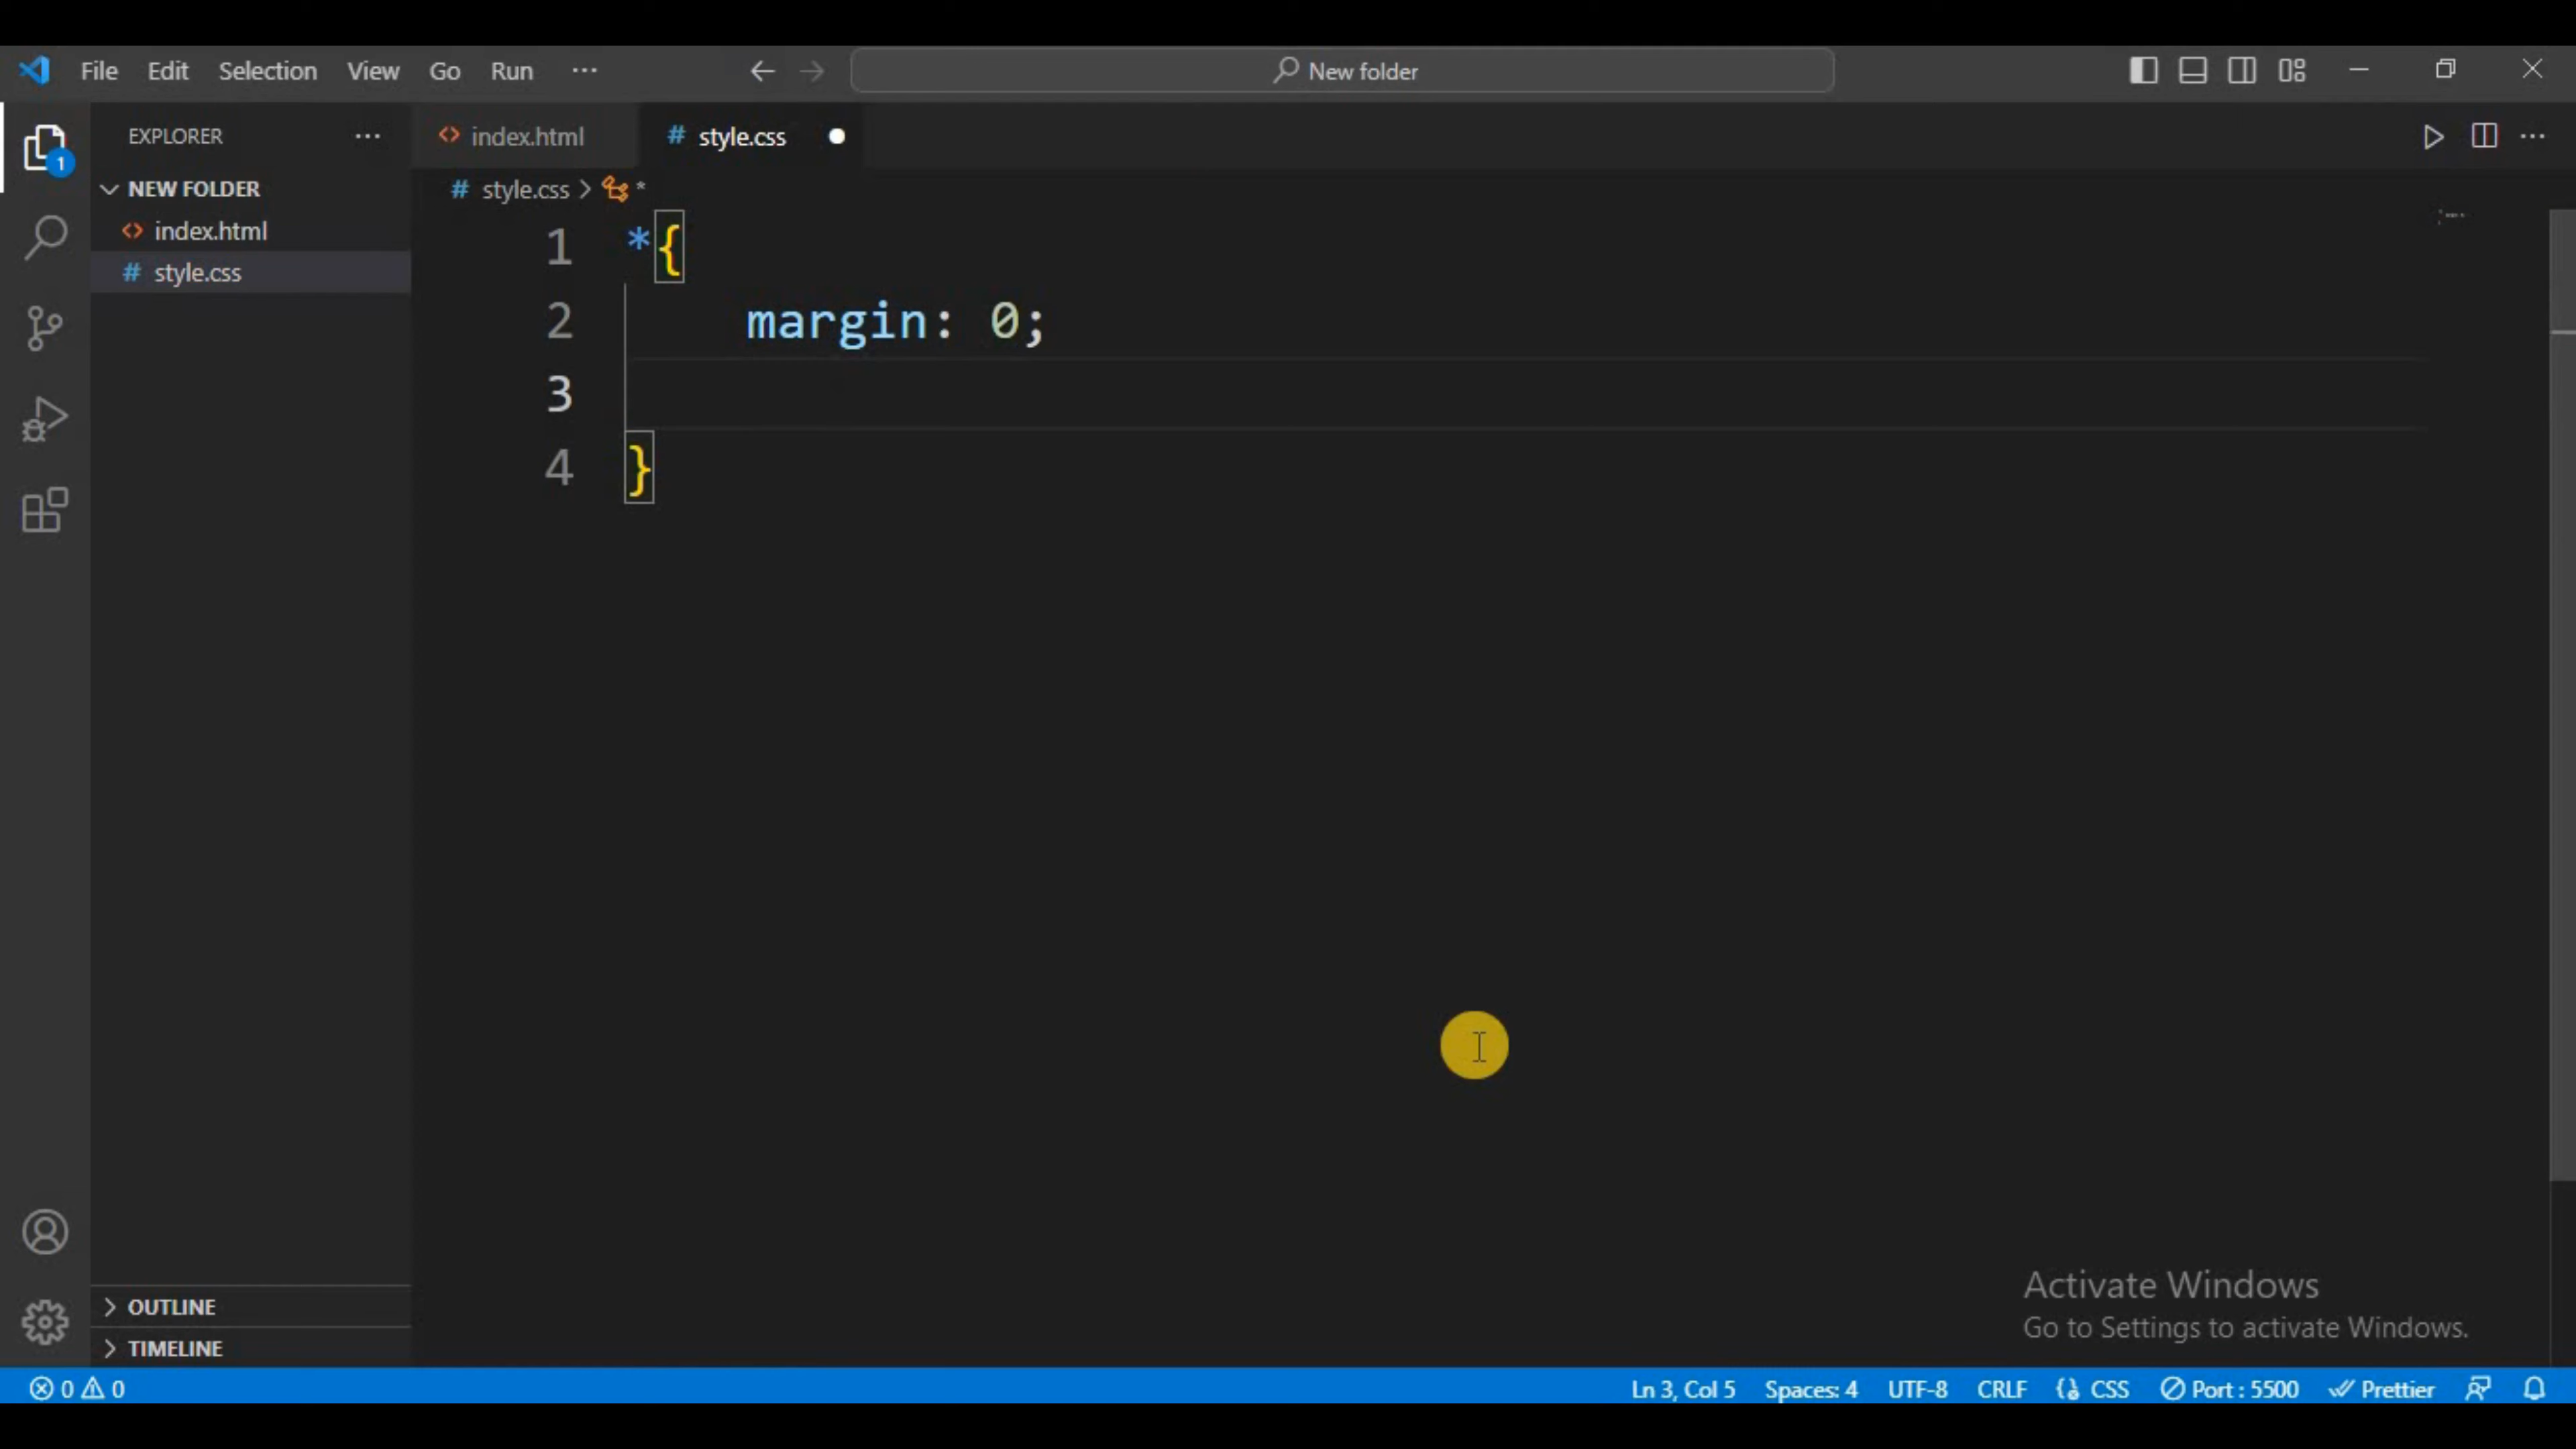 File Edit Selection View Go Run ··· New folder
EXPLORER ···
index.html
# style.css
···
NEW FOLDER
# style.css > *
<> index.html
# style.css
1 *{
2 margin: 0;
3
4 }
1
OUTLINE
TIMELINE
Activate Windows
Go to Settings to activate Windows.
0 0 Ln 3, Col 5 Spaces: 4 UTF-8 CRLF CSS Port : 5500 Prettier